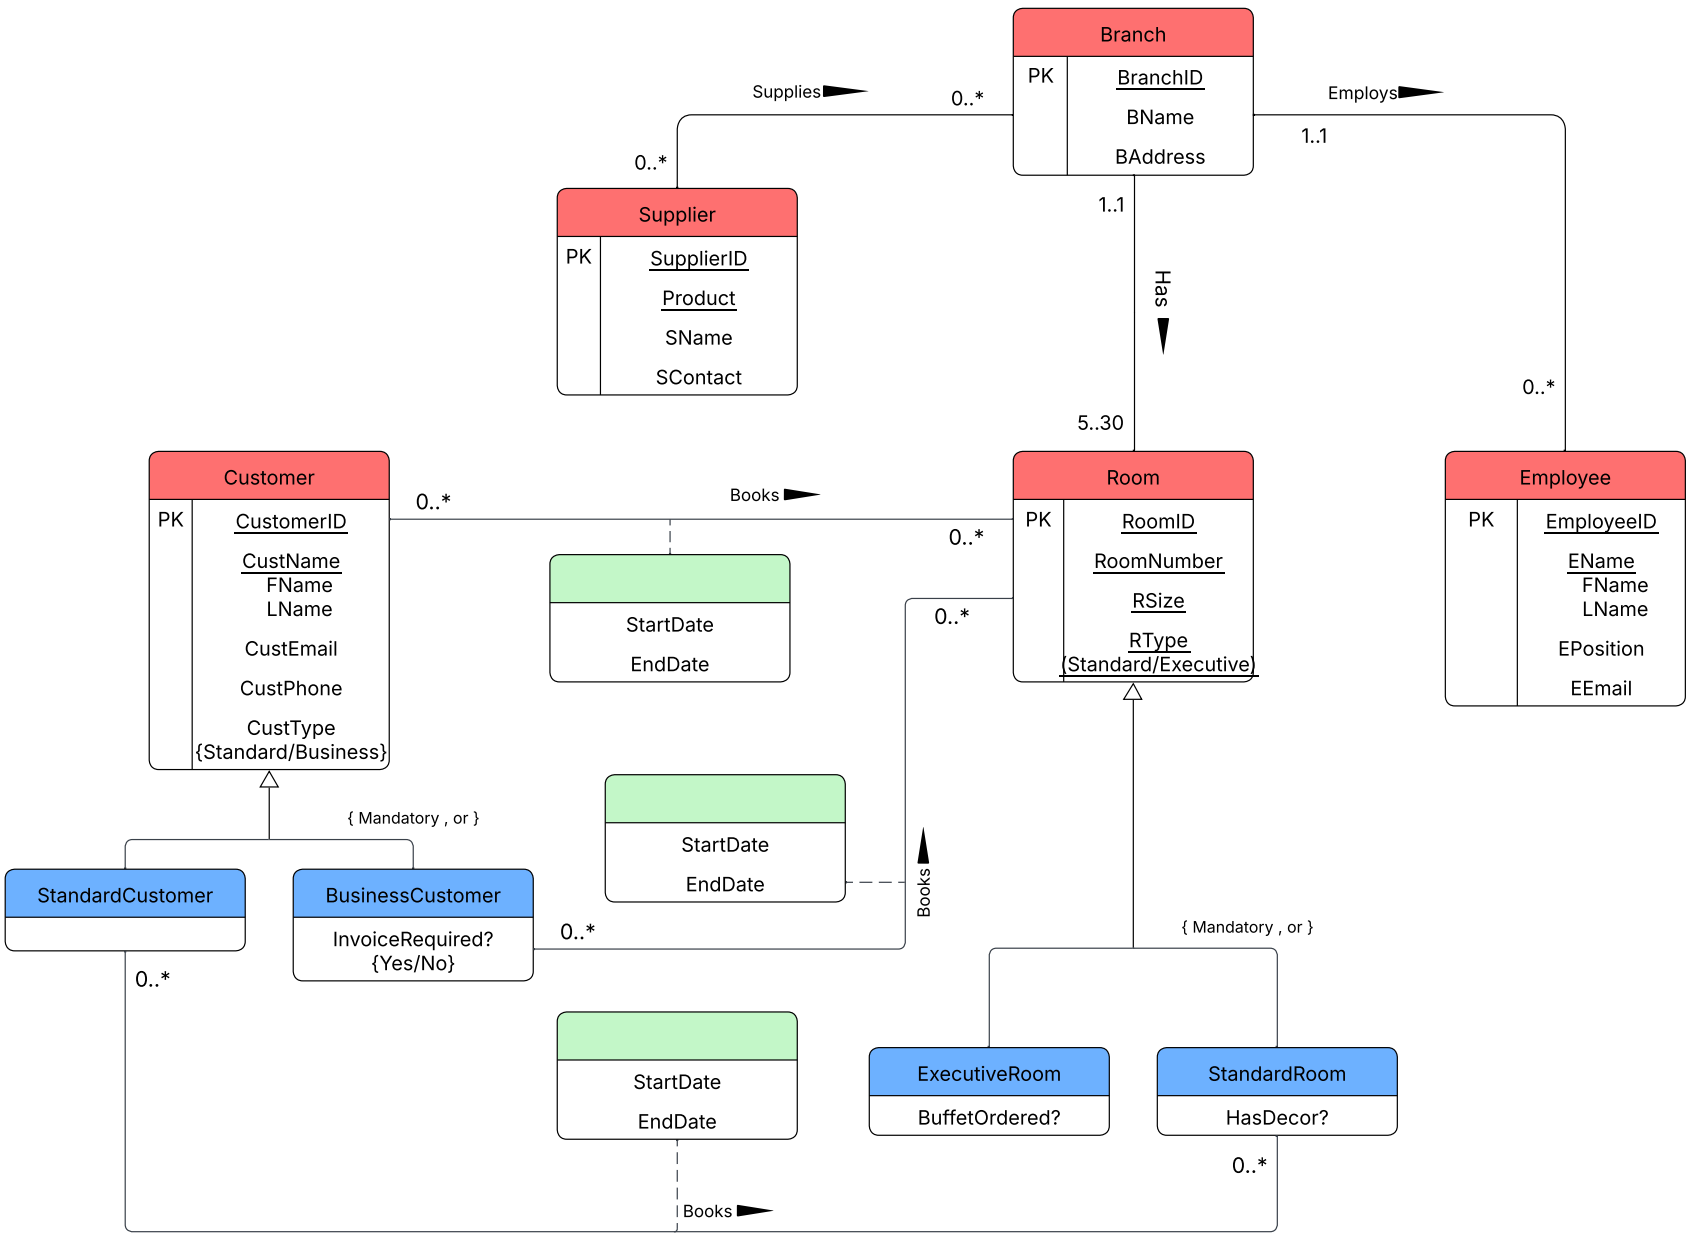 Branch
PK
BranchID
BName
BAddress
Supplies
0..*
0..*
Employs
1..1
0..*
1..1
Has
5..30
Supplier
PK
SupplierID
Product
SName
SContact
Customer
PK
CustomerID
CustName
FName
LName
CustEmail
CustPhone
CustType
{Standard/Business}
0..*
Books
0..*
StartDate
EndDate
Room
PK
RoomID
RoomNumber
RSize
RType
(Standard/Executive)
0..*
Employee
PK
EmployeeID
EName
FName
LName
EPosition
EEmail
{ Mandatory , or }
StandardCustomer
BusinessCustomer
InvoiceRequired?
{Yes/No}
0..*
0..*
StartDate
EndDate
Books
{ Mandatory , or }
StartDate
EndDate
ExecutiveRoom
BuffetOrdered?
StandardRoom
HasDecor?
0..*
Books